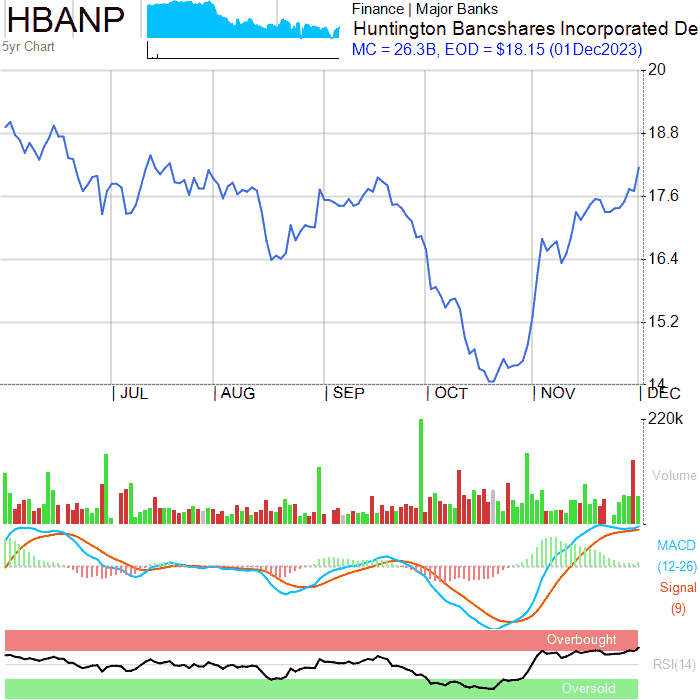 HBANP
5yr Chart
Finance | Major Banks
Huntington Bancshares Incorporated De
MC = 26.3B, EOD = $18.15 (01Dec2023)
20
18.8
17.6
16.4
15.2
14
JUL AUG SEP OCT NOV DEC
220k
Volume
MACD
(12-26)
Signal
(9)
Overbought
RSI(14)
Oversold